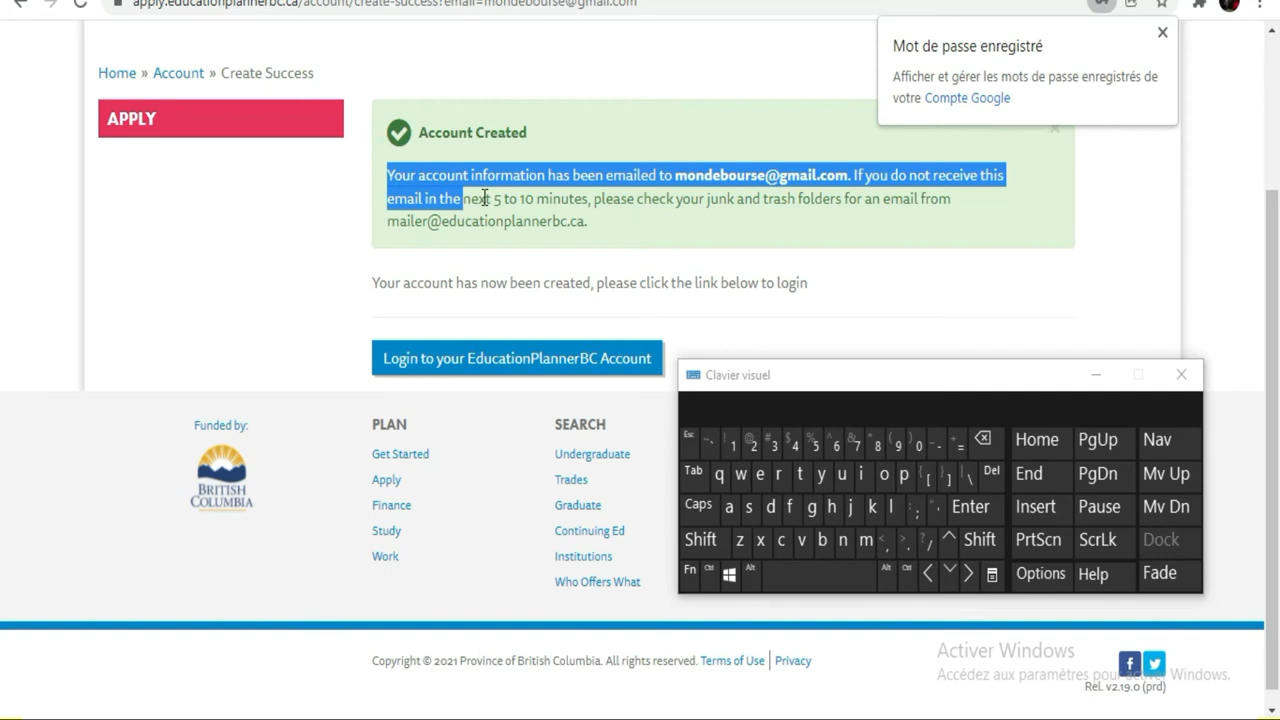 apply.educationplannerbc.ca/account/create-success?email=mondebourse@gmail.com
Mot de passe enregistré
Afficher et gérer les mots de passe enregistrés de
votre Compte Google
Home » Account » Create Success
APPLY
Account Created
Your account information has been emailed to mondebourse@gmail.com. If you do not receive this
email in the next 5 to 10 minutes, please check your junk and trash folders for an email from
mailer@educationplannerbc.ca.
Your account has now been created, please click the link below to login
Login to your EducationPlannerBC Account
Clavier visuel
Esc ~ ` ! 1 @ 2 # 3 $ 4 % 5 ^ 6 & 7 * 8 ( 9 ) 0 _ - + = Home PgUp Nav
Tab q w e r t y u i o p { [ } ] | \ Del End PgDn Mv Up
Caps a s d f g h j k l : ; " ' Enter Insert Pause Mv Dn
Shift z x c v b n m < , > . ? / Shift PrtScn ScrLk Dock
Fn Ctrl Alt Alt Ctrl Options Help Fade
Funded by:
BRITISH
COLUMBIA
PLAN
Get Started
Apply
Finance
Study
Work
SEARCH
Undergraduate
Trades
Graduate
Continuing Ed
Institutions
Who Offers What
Copyright © 2021 Province of British Columbia. All rights reserved. Terms of Use | Privacy
Activer Windows
Accédez aux paramètres pour activer Windows.
Rel. v2.19.0 (prd)